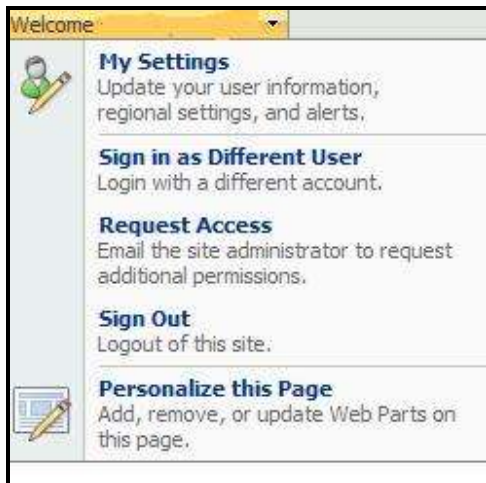 Welcome
My Settings
Update your user information,
regional settings, and alerts.
Sign in as Different User
Login with a different account.
Request Access
Email the site administrator to request
additional permissions.
Sign Out
Logout of this site.
Personalize this Page
Add, remove, or update Web Parts on
this page.